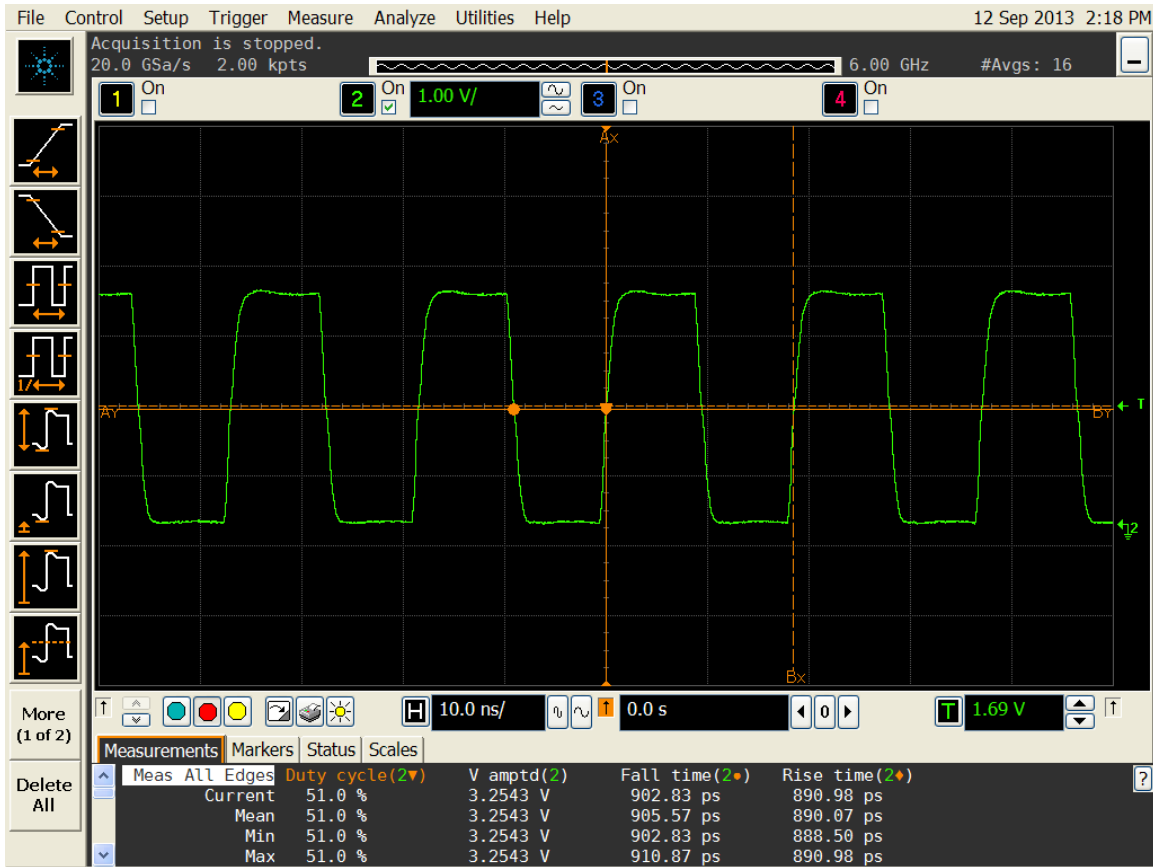 File Control Setup Trigger Measure Analyze Utilities Help 12 Sep 2013 2:18 PM
Acquisition is stopped.
20.0 GSa/s 2.00 kpts 6.00 GHz #Avgs: 16
1 On 2 On 1.00 V/ 3 On 4 On
Ax
1/
AY BY T
2
Bx
More
(1 of 2)
Delete
All
H 10.0 ns/ 0.0 s 0 T 1.69 V
Measurements Markers Status Scales
Meas All Edges Duty cycle(2▼) V amptd(2) Fall time(2●) Rise time(2♦) ?
Current 51.0 % 3.2543 V 902.83 ps 890.98 ps
Mean 51.0 % 3.2543 V 905.57 ps 890.07 ps
Min 51.0 % 3.2543 V 902.83 ps 888.50 ps
Max 51.0 % 3.2543 V 910.87 ps 890.98 ps